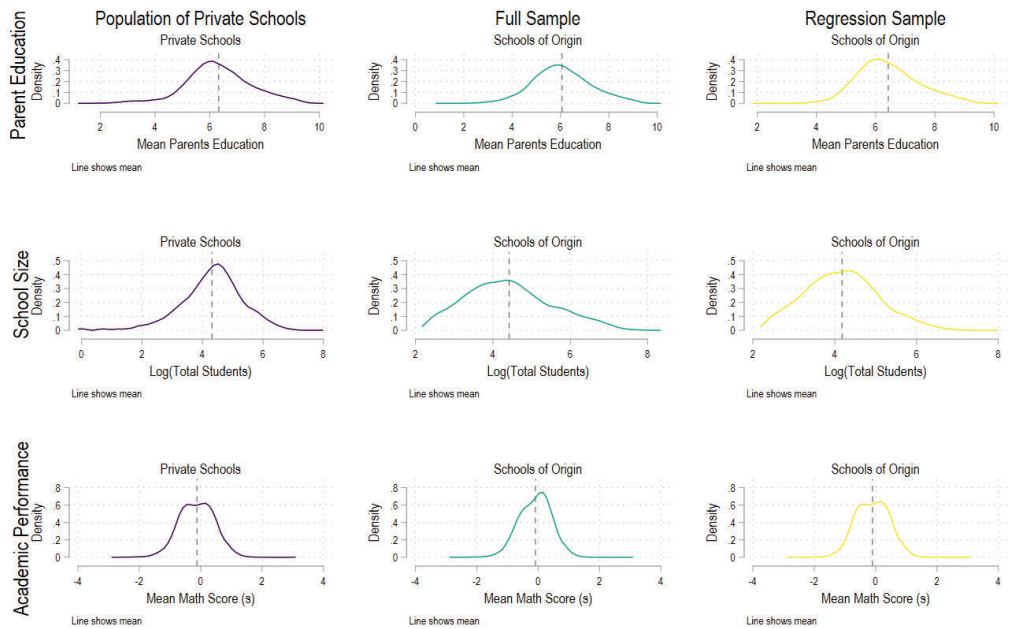 Population of Private Schools
Full Sample
Regression Sample
Parent Education
Private Schools
Density
.4
.3
.2
.1
0
2
4
6
8
10
Mean Parents Education
Line shows mean
Schools of Origin
Density
.4
.3
.2
.1
0
0
2
4
6
8
10
Mean Parents Education
Line shows mean
Schools of Origin
Density
.4
.3
.2
.1
0
2
4
6
8
10
Mean Parents Education
Line shows mean
School Size
Private Schools
Density
.5
.4
.3
.2
.1
0
0
2
4
6
8
Log(Total Students)
Line shows mean
Schools of Origin
Density
.5
.4
.3
.2
.1
0
2
4
6
8
Log(Total Students)
Line shows mean
Schools of Origin
Density
.5
.4
.3
.2
.1
0
2
4
6
8
Log(Total Students)
Line shows mean
Academic Performance
Private Schools
Density
.8
.6
.4
.2
0
-4
-2
0
2
4
Mean Math Score (s)
Line shows mean
Schools of Origin
Density
.8
.6
.4
.2
0
-4
-2
0
2
4
Mean Math Score (s)
Line shows mean
Schools of Origin
Density
.8
.6
.4
.2
0
-4
-2
0
2
4
Mean Math Score (s)
Line shows mean